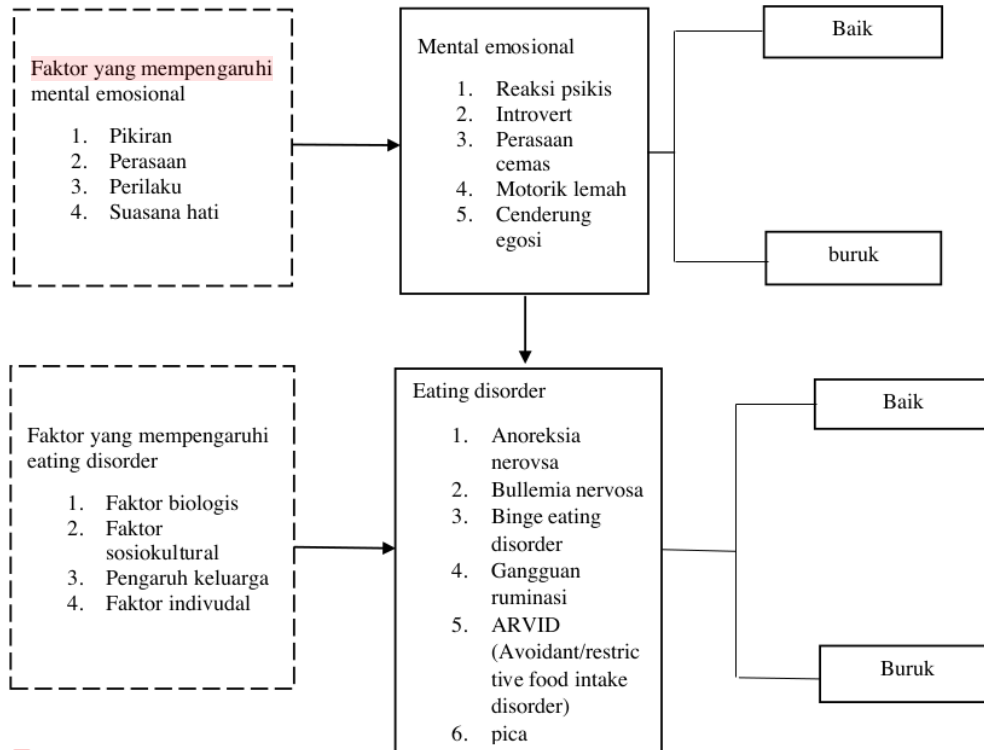 Faktor yang mempengaruhi
mental emosional
1. Pikiran
2. Perasaan
3. Perilaku
4. Suasana hati
Mental emosional
1. Reaksi psikis
2. Introvert
3. Perasaan
cemas
4. Motorik lemah
5. Cenderung
egosi
Baik
buruk
Faktor yang mempengaruhi
eating disorder
1. Faktor biologis
2. Faktor
sosiokultural
3. Pengaruh keluarga
4. Faktor indivudal
Eating disorder
1. Anoreksia
nerovsa
2. Bullemia nervosa
3. Binge eating
disorder
4. Gangguan
ruminasi
5. ARVID
(Avoidant/restric
tive food intake
disorder)
6. pica
Baik
Buruk